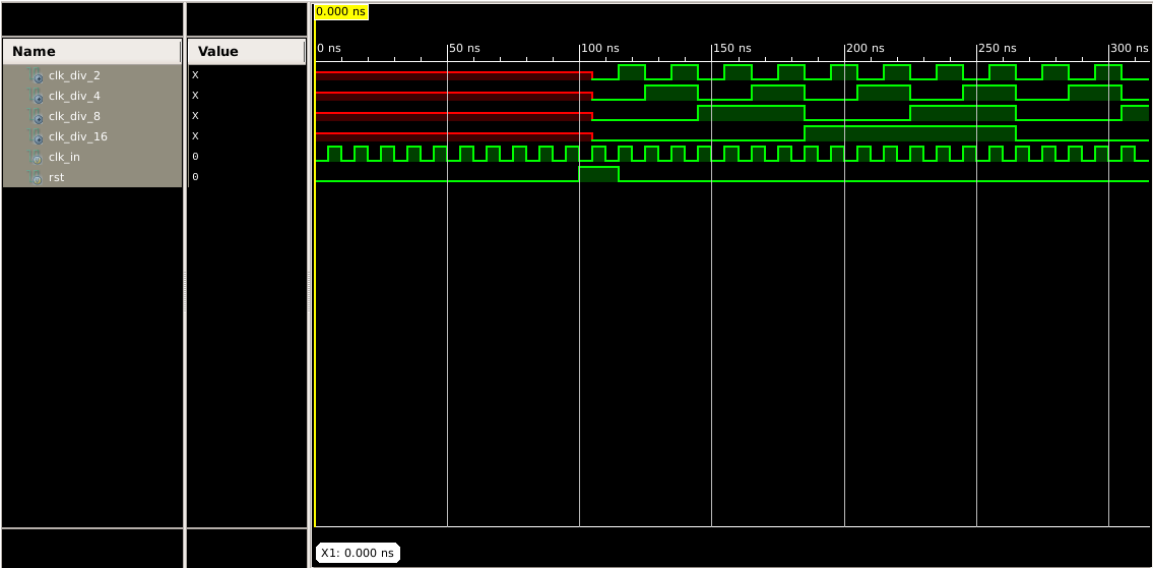 0.000 ns
Name Value 0 ns 50 ns 100 ns 150 ns 200 ns 250 ns 300 ns
clk_div_2 X
clk_div_4 X
clk_div_8 X
clk_div_16 X
clk_in 0
rst 0
X1: 0.000 ns